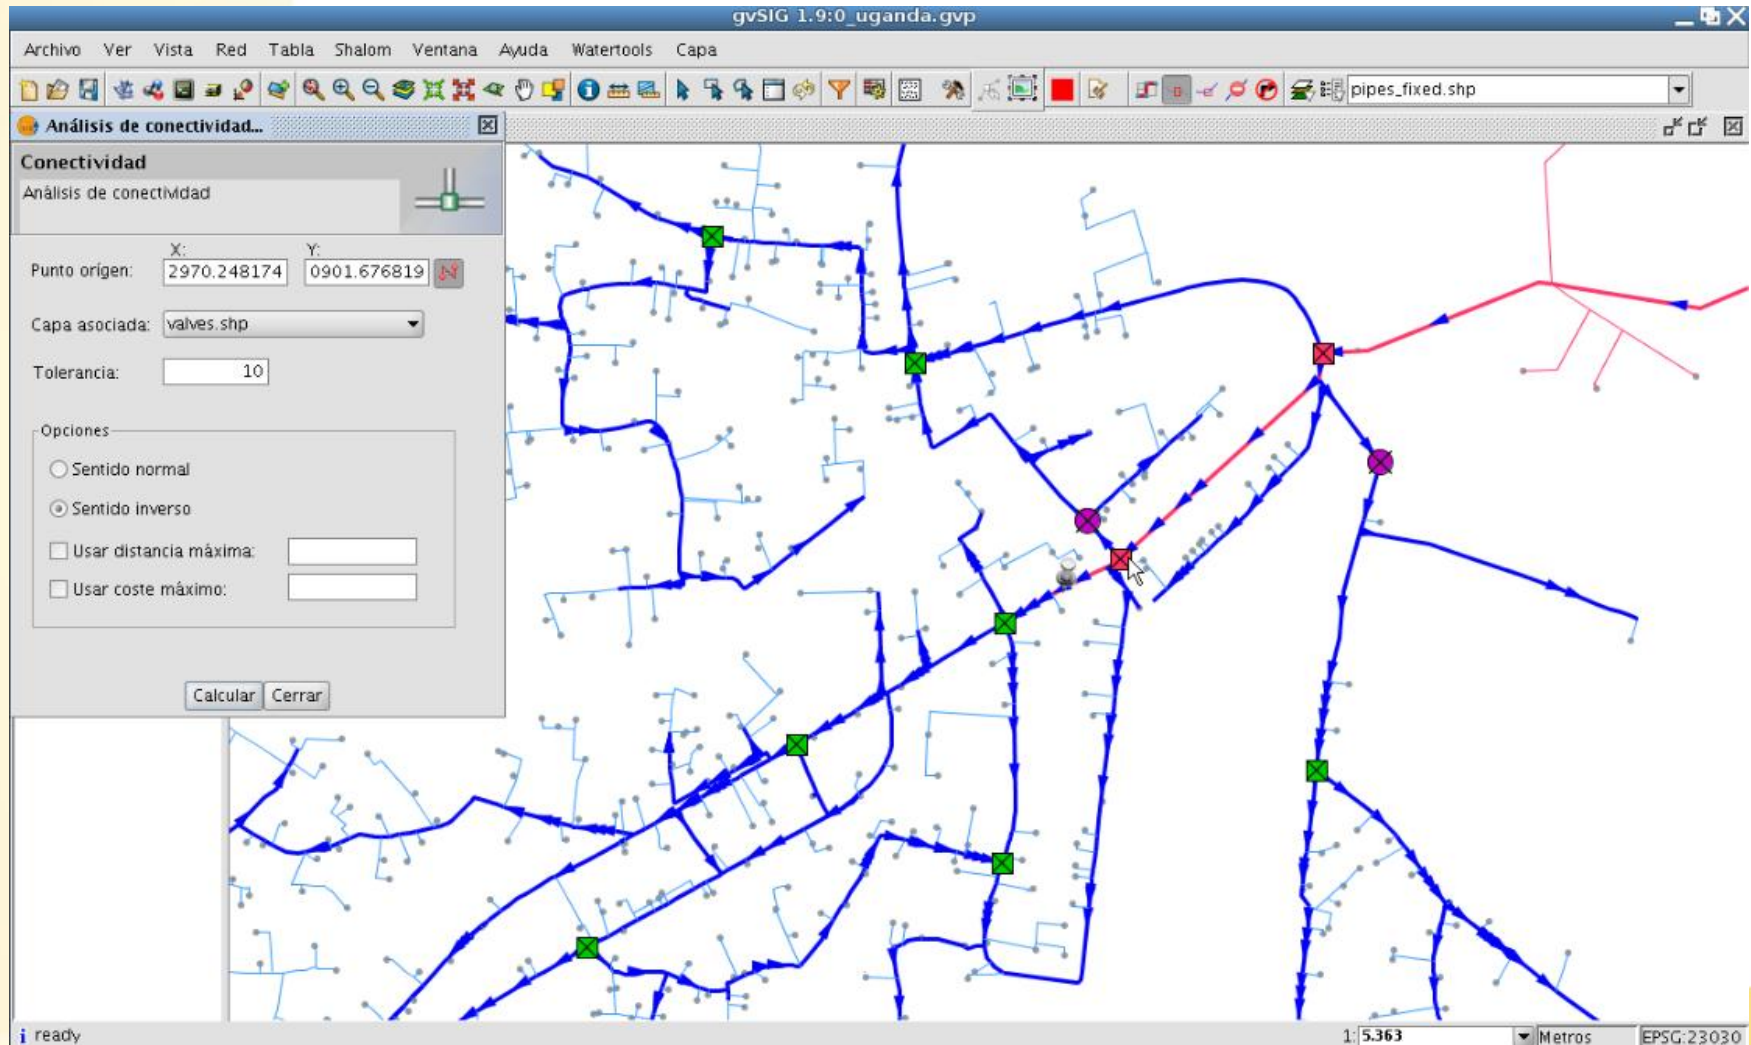 gvSIG 1.9:0_uganda.gvp
Archivo Ver Vista Red Tabla Shalom Ventana Ayuda Watertools Capa
pipes_fixed.shp
Análisis de conectividad...
Conectividad
Análisis de conectividad
X: Y:
Punto orígen: 2970.248174 0901.676819
Capa asociada: valves.shp
Tolerancia: 10
Opciones
Sentido normal
Sentido inverso
Usar distancia máxima:
Usar coste máximo:
Calcular Cerrar
ready 1: 5.363 Metros EPSG:23030